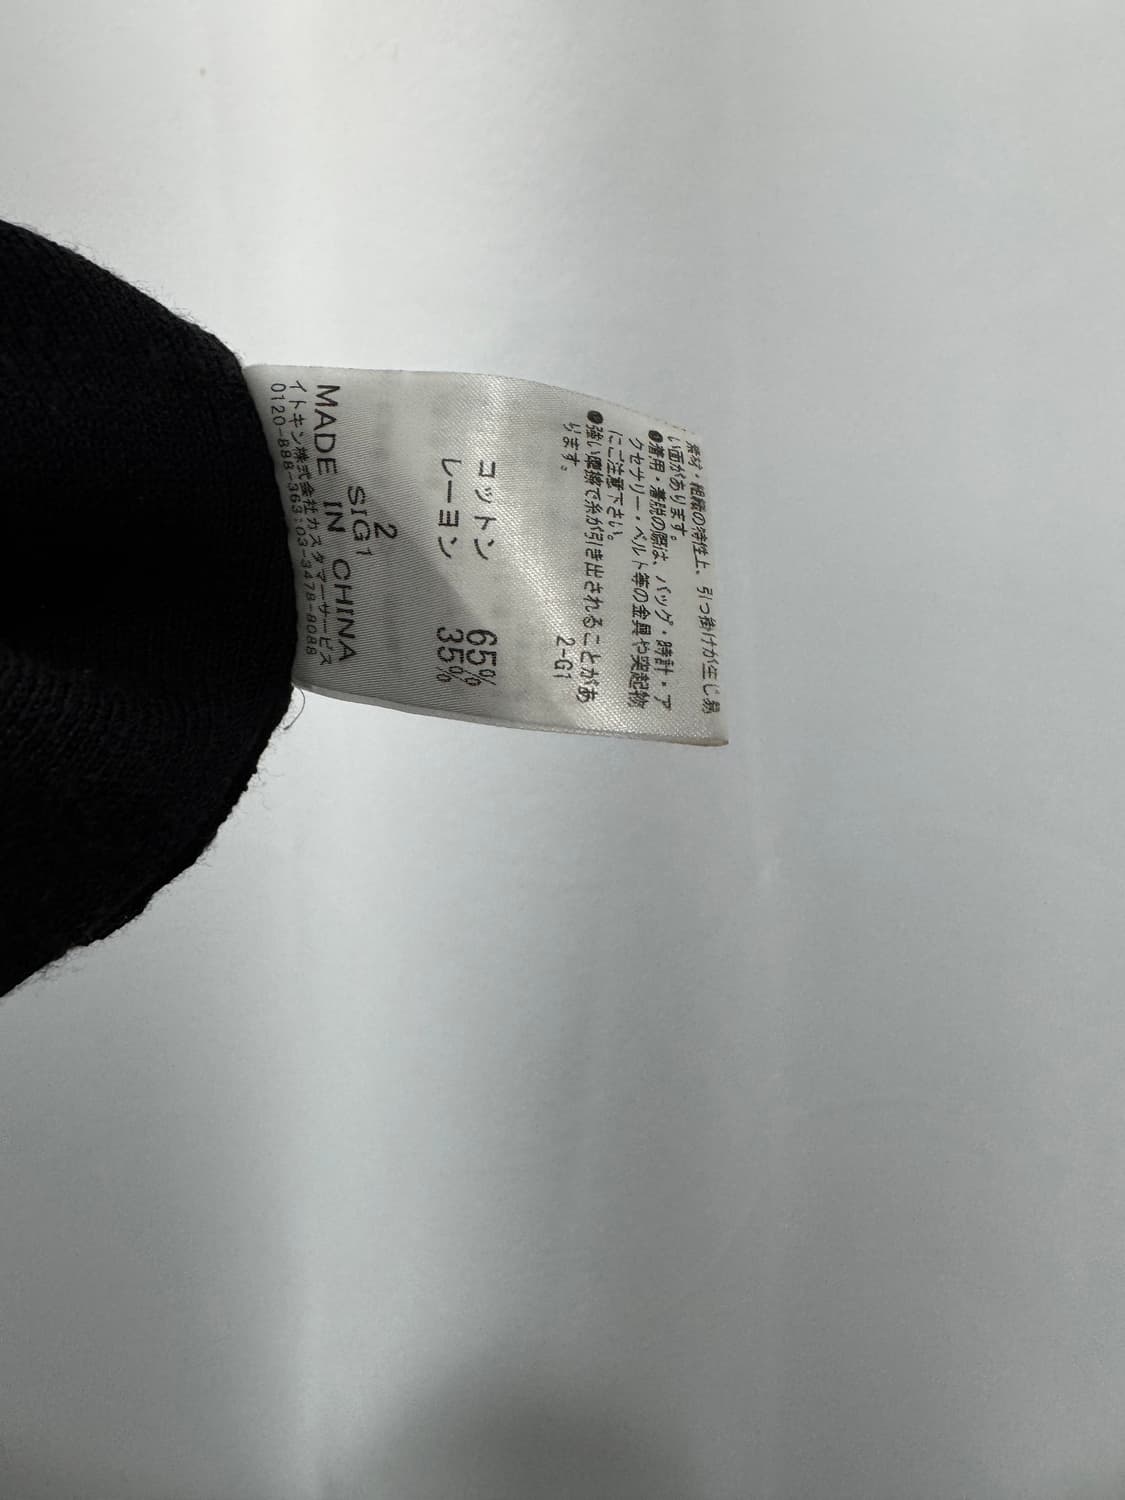 素材・組織の特性上、引っ掛けが生じ易
い面があります。
●着用・着脱の際は、バッグ・時計・ア
クセサリー・ベルト等の金具や突起物
にご注意下さい。
●強い摩擦で糸が引き出されることがあ
ります。
2-G1
コットン 65%
レーヨン 35%
2
SIG1
MADE IN CHINA
イトキン株式会社カスタマーサービス
0120-888-363:03-3478-8088